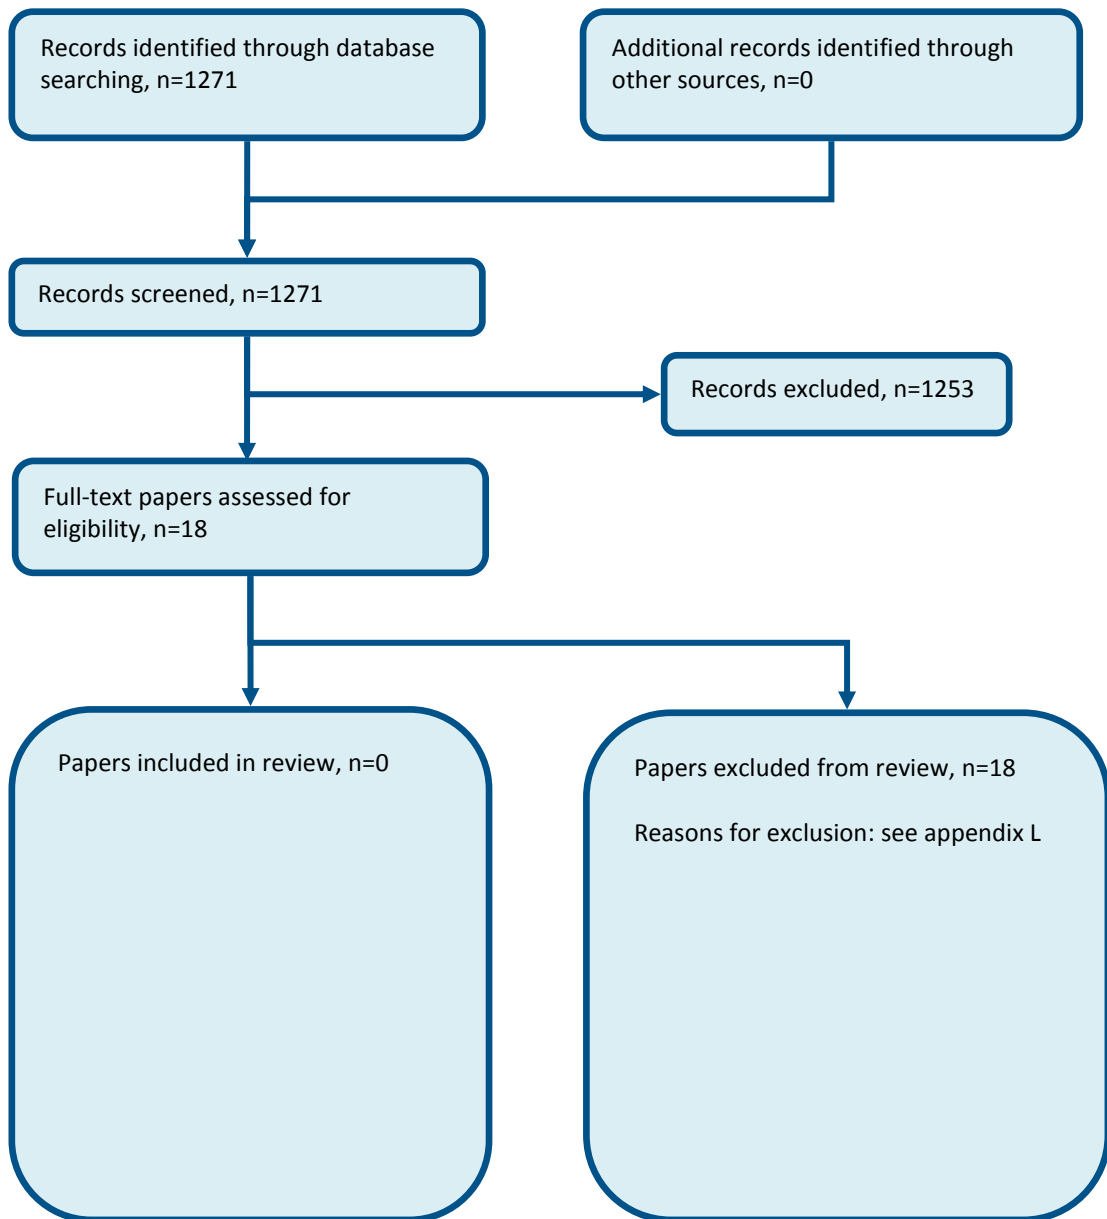 Records identified through database
searching, n=1271
Additional records identified through
other sources, n=0
Records screened, n=1271
Records excluded, n=1253
Full-text papers assessed for
eligibility, n=18
Papers included in review, n=0
Papers excluded from review, n=18
Reasons for exclusion: see appendix L